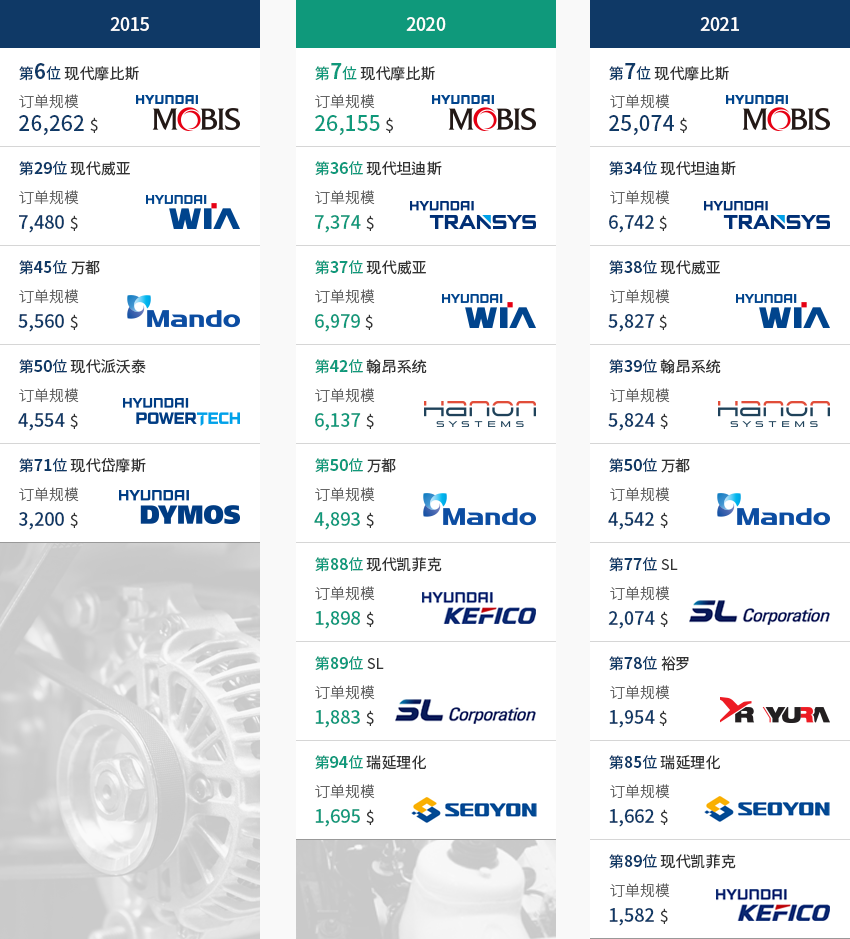 2015
第6位 现代摩比斯
订单规模
26,262 $
HYUNDAI
MOBIS
第29位 现代威亚
订单规模
7,480 $
HYUNDAI
WIA
第45位 万都
订单规模
5,560 $
Mando
第50位 现代派沃泰
订单规模
4,554 $
HYUNDAI
POWERTECH
第71位 现代岱摩斯
订单规模
3,200 $
HYUNDAI
DYMOS
2020
第7位 现代摩比斯
订单规模
26,155 $
HYUNDAI
MOBIS
第36位 现代坦迪斯
订单规模
7,374 $
HYUNDAI
TRANSYS
第37位 现代威亚
订单规模
6,979 $
HYUNDAI
WIA
第42位 翰昂系统
订单规模
6,137 $
Hanon
SYSTEMS
第50位 万都
订单规模
4,893 $
Mando
第88位 现代凯菲克
订单规模
1,898 $
HYUNDAI
KEFICO
第89位 SL
订单规模
1,883 $
SL Corporation
第94位 瑞延理化
订单规模
1,695 $
SEOYON
2021
第7位 现代摩比斯
订单规模
25,074 $
HYUNDAI
MOBIS
第34位 现代坦迪斯
订单规模
6,742 $
HYUNDAI
TRANSYS
第38位 现代威亚
订单规模
5,827 $
HYUNDAI
WIA
第39位 翰昂系统
订单规模
5,824 $
Hanon
SYSTEMS
第50位 万都
订单规模
4,542 $
Mando
第77位 SL
订单规模
2,074 $
SL Corporation
第78位 裕罗
订单规模
1,954 $
YR YURA
第85位 瑞延理化
订单规模
1,662 $
SEOYON
第89位 现代凯菲克
订单规模
1,582 $
HYUNDAI
KEFICO